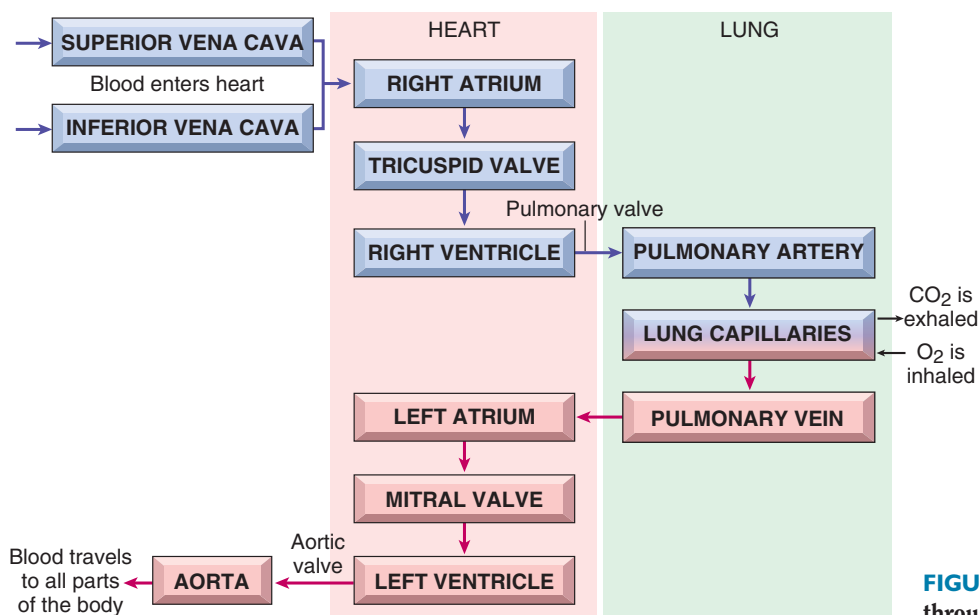 HEART
LUNG
SUPERIOR VENA CAVA
Blood enters heart
INFERIOR VENA CAVA
RIGHT ATRIUM
TRICUSPID VALVE
Pulmonary valve
RIGHT VENTRICLE
PULMONARY ARTERY
CO2 is
exhaled
LUNG CAPILLARIES
O2 is
inhaled
PULMONARY VEIN
LEFT ATRIUM
MITRAL VALVE
Aortic
valve
LEFT VENTRICLE
AORTA
Blood travels
to all parts
of the body